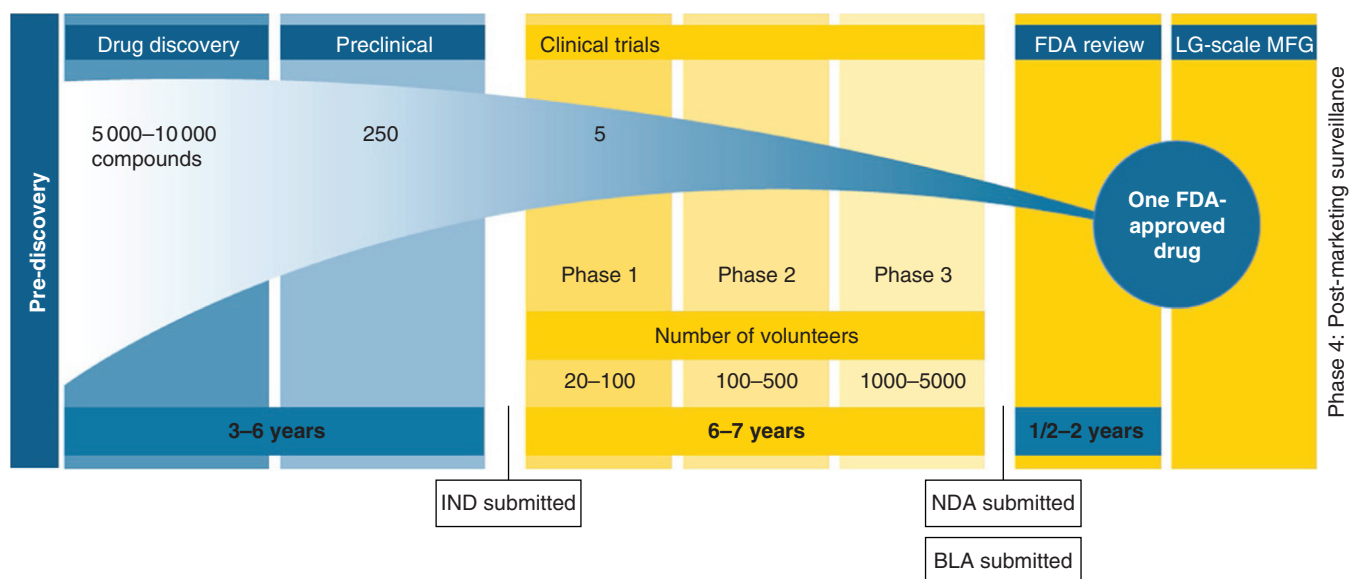 Pre-discovery
Drug discovery
Preclinical
Clinical trials
FDA review
LG-scale MFG
5 000–10 000
compounds
250
5
One FDA-
approved
drug
Phase 1
Phase 2
Phase 3
Number of volunteers
20–100
100–500
1000–5000
3–6 years
6–7 years
1/2–2 years
IND submitted
NDA submitted
BLA submitted
Phase 4: Post-marketing surveillance